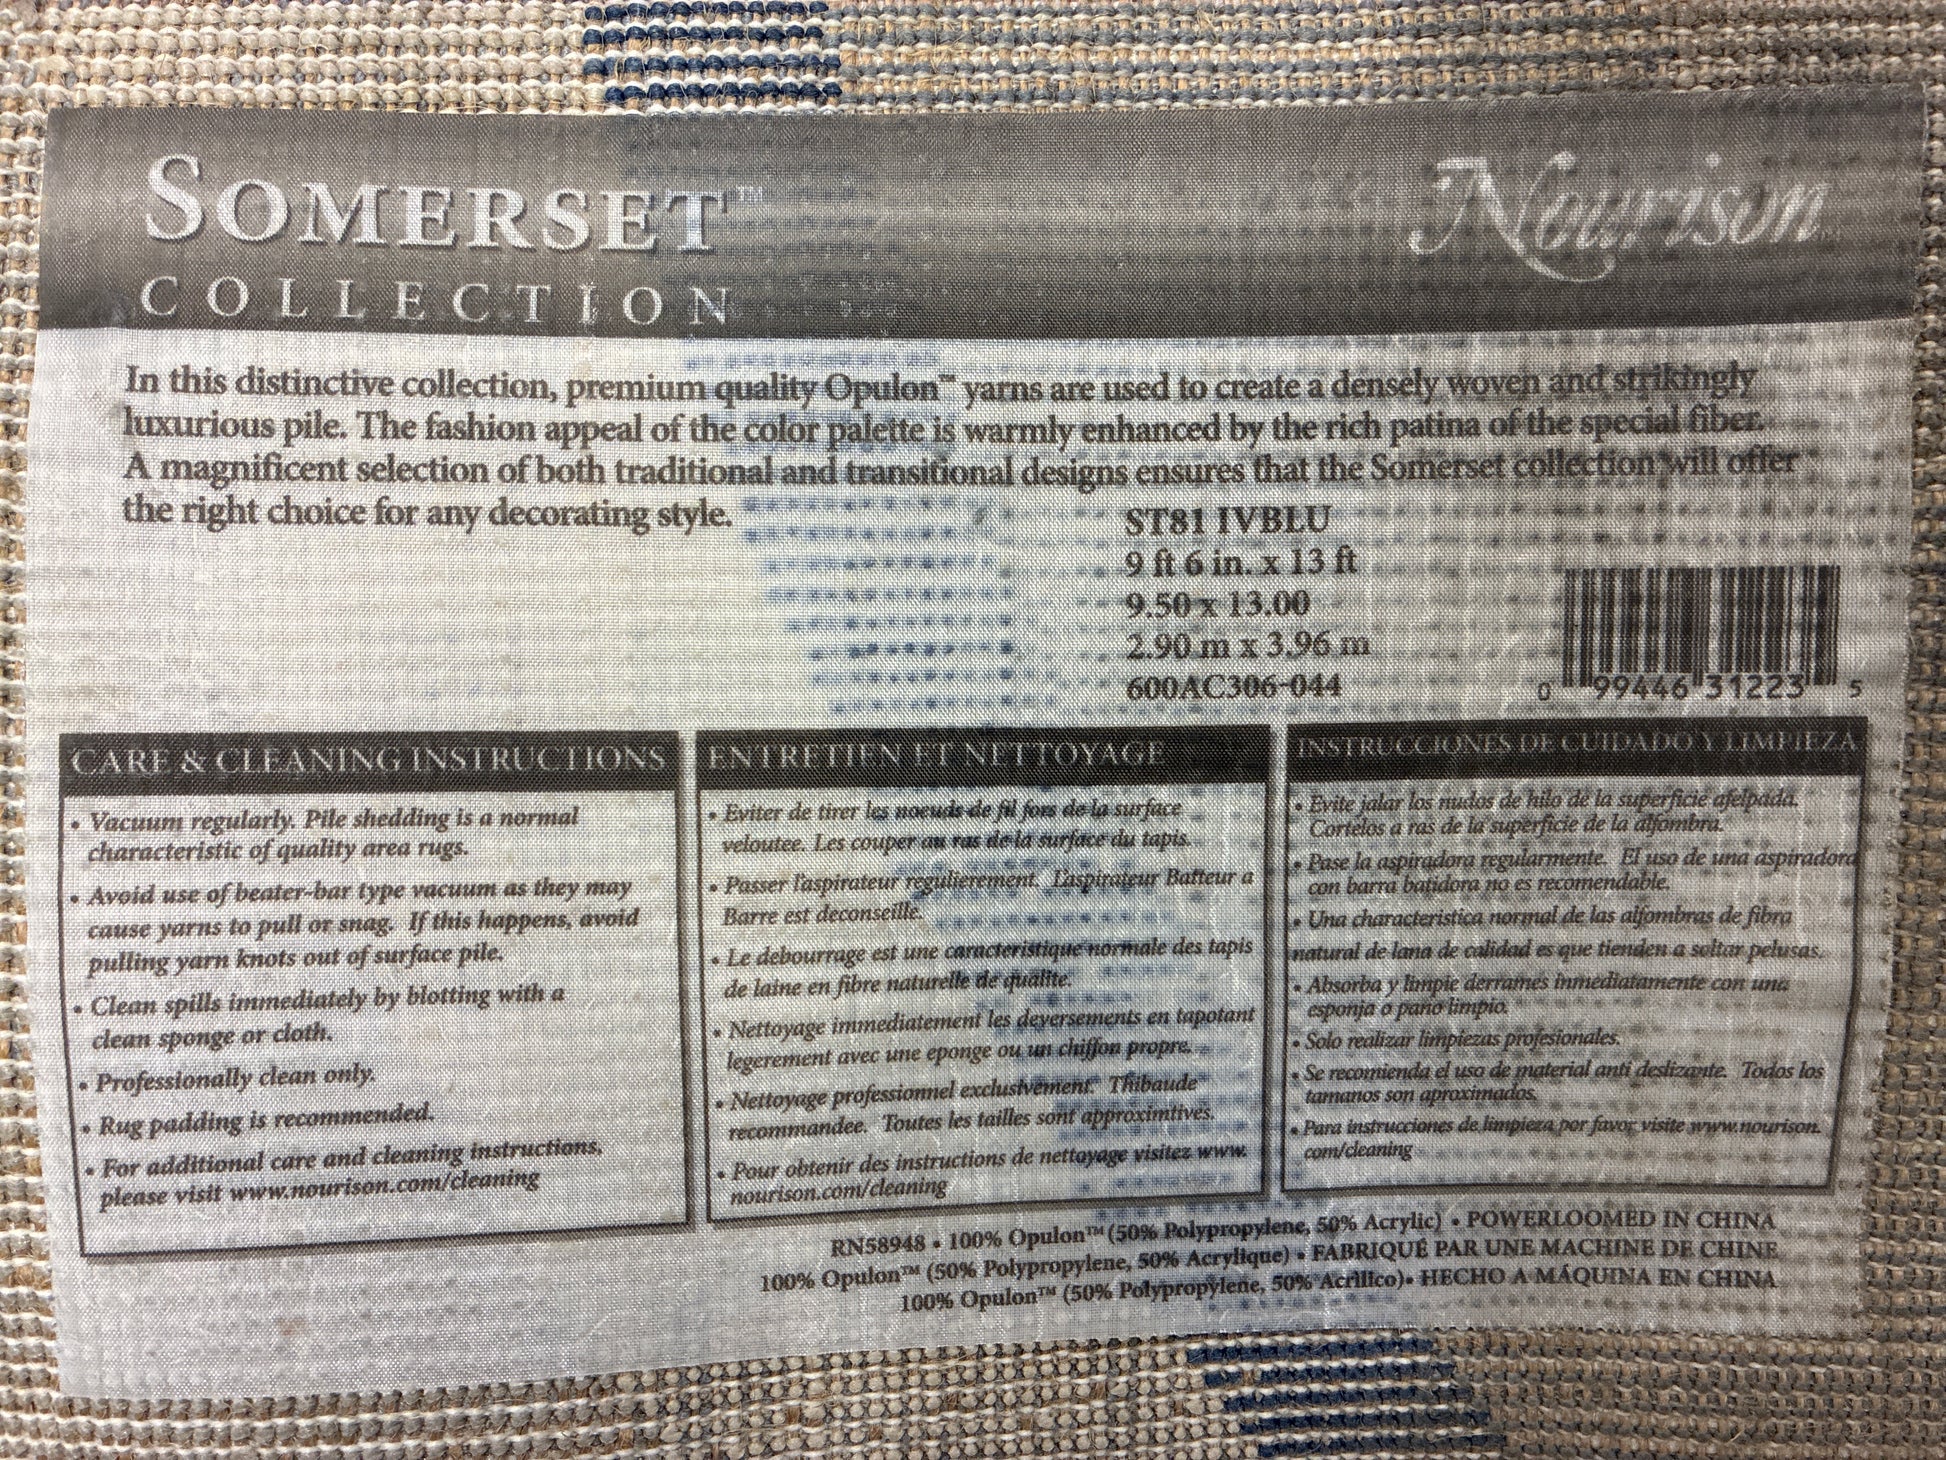 SOMERSET™
COLLECTION
Nourison
In this distinctive collection, premium quality Opulon™ yarns are used to create a densely woven and strikingly
luxurious pile. The fashion appeal of the color palette is warmly enhanced by the rich patina of the special fiber.
A magnificent selection of both traditional and transitional designs ensures that the Somerset collection will offer
the right choice for any decorating style.
ST81 IVBLU
9 ft 6 in. x 13 ft
9.50 x 13.00
2.90 m x 3.96 m
600AC306-044
0 99446 31223 5
CARE & CLEANING INSTRUCTIONS
• Vacuum regularly. Pile shedding is a normal
characteristic of quality area rugs.
• Avoid use of beater-bar type vacuum as they may
cause yarns to pull or snag. If this happens, avoid
pulling yarn knots out of surface pile.
• Clean spills immediately by blotting with a
clean sponge or cloth.
• Professionally clean only.
• Rug padding is recommended.
• For additional care and cleaning instructions,
please visit www.nourison.com/cleaning
ENTRETIEN ET NETTOYAGE
• Eviter de tirer les noeuds de fil fors de la surface
veloutee. Les couper au ras de la surface du tapis.
• Passer l'aspirateur regulierement. L'aspirateur Batteur a
Barre est deconseille.
• Le debourrage est une caracteristique normale des tapis
de laine en fibre naturelle de qualite.
• Nettoyage immediatement les deversements en tapotant
legerement avec une eponge ou un chiffon propre.
• Nettoyage professionnel exclusivement. Thibaude
recommandee. Toutes les tailles sont approximtives.
• Pour obtenir des instructions de nettoyage visitez www.
nourison.com/cleaning
INSTRUCCIONES DE CUIDADO Y LIMPIEZA
• Evite jalar los nudos de hilo de la superficie afelpada.
Cortelos a ras de la superficie de la alfombra.
• Pase la aspiradora regularmente. El uso de una aspiradora
con barra batidora no es recomendable.
• Una caracteristica normal de las alfombras de fibra
natural de lana de calidad es que tienden a soltar pelusas.
• Absorba y limpie derrames inmediatamente con una
esponja o pano limpio.
• Solo realizar limpiezas profesionales.
• Se recomienda el uso de material anti deslizante. Todos los
tamanos son aproximados.
• Para instrucciones de limpieza por favor visite www.nourison.
com/cleaning
RN58948 • 100% Opulon™ (50% Polypropylene, 50% Acrylic) • POWERLOOMED IN CHINA
100% Opulon™ (50% Polypropylene, 50% Acrylique) • FABRIQUÉ PAR UNE MACHINE DE CHINE
100% Opulon™ (50% Polypropylene, 50% Acrílico)• HECHO A MÁQUINA EN CHINA